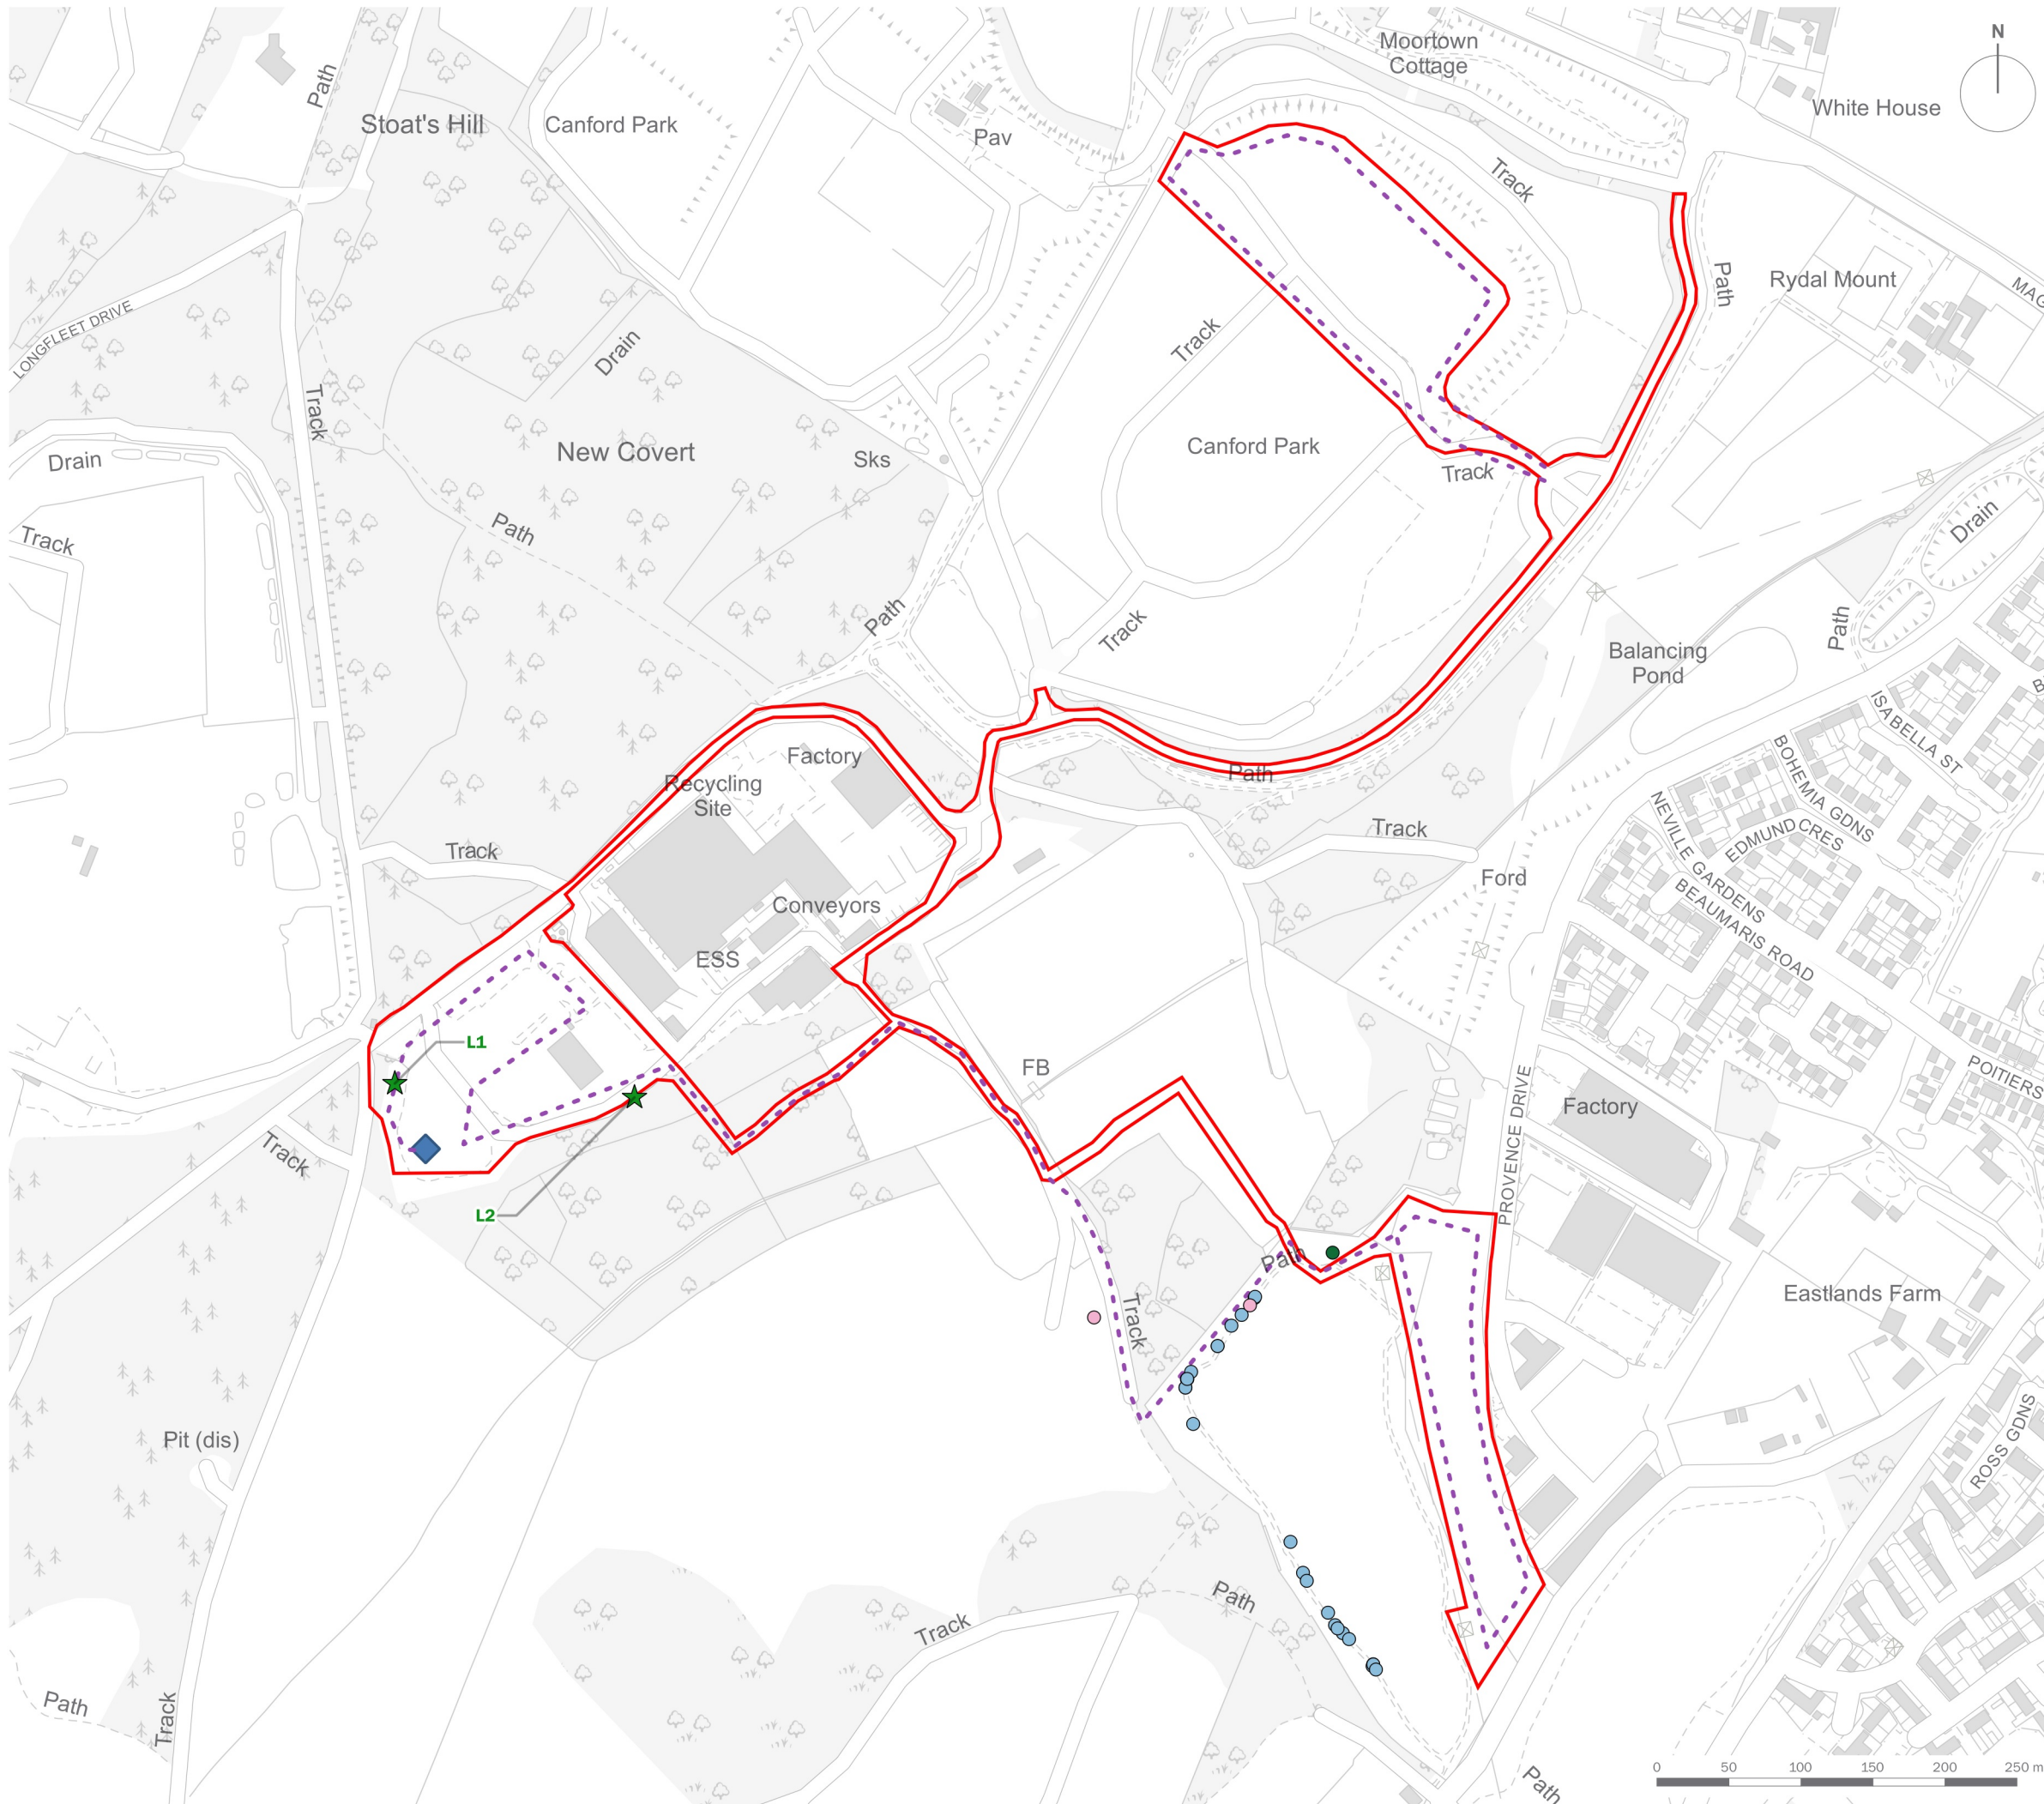 N
Moortown
Cottage
White House
Path
Stoat's Hill
Canford Park
Pav
Track
Path
Rydal Mount
MAG
LONGFLEET DRIVE
Drain
Track
Track
Canford Park
New Covert
Drain
Sks
Track
Path
Drain
Track
Path
Track
Path
Balancing
Pond
ISABELLA ST
BOHEMIA GDNS
Factory
Recycling
Site
Path
NEVILLE GARDENS
EDMUND CRES
Track
Track
Ford
BEAUMARIS ROAD
Conveyors
ESS
L1
FB
PROVENCE DRIVE
POITIERS
Factory
Track
L2
Path
Eastlands Farm
Track
Pit (dis)
ROSS GDNS
Path
Track
Path
Track
Path
0 50 100 150 200 250 m